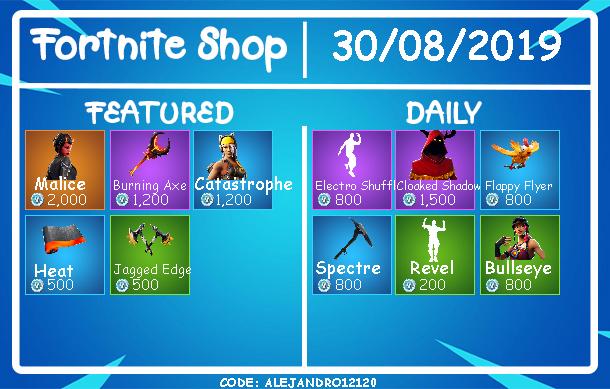 Fortnite Shop
30/08/2019
FEATURED
DAILY
Malice
2,000
Burning Axe
1,200
Catastrophe
1,200
Electro Shuffl
800
Cloaked Shadow
1,500
Flappy Flyer
800
Heat
500
Jagged Edge
500
Spectre
800
Revel
200
Bullseye
800
CODE: ALEJANDRO12120